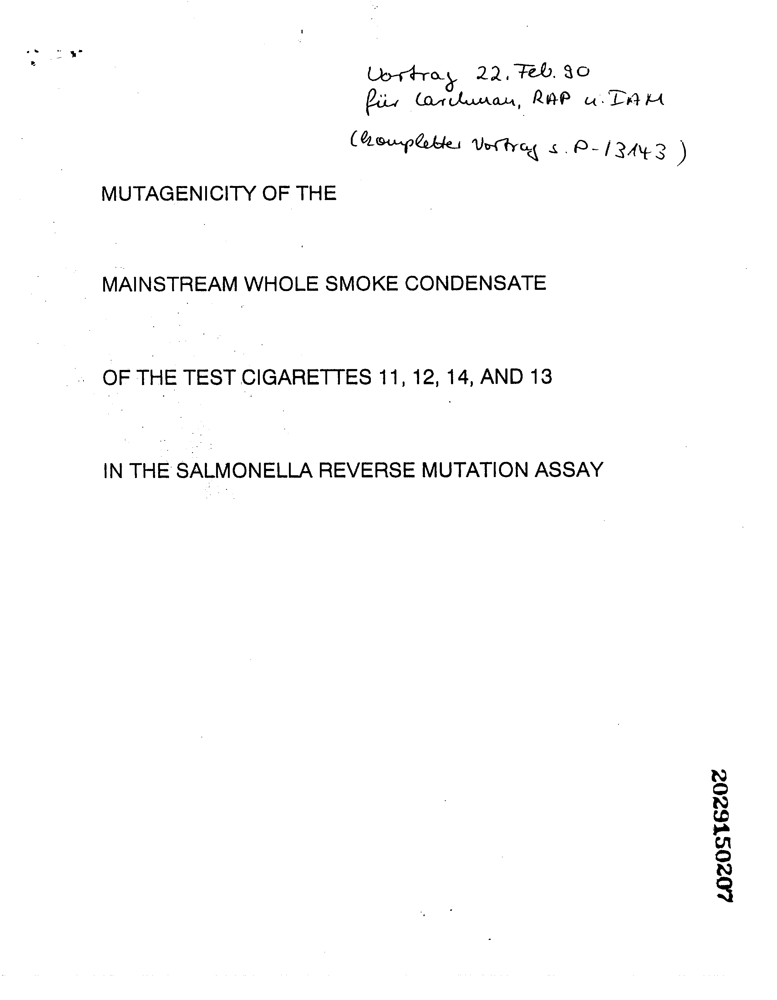 Vortrag 22. Feb. 90
für Carchman, RAP u. IAM
(kompletter Vortrag s. P-13143)
MUTAGENICITY OF THE
MAINSTREAM WHOLE SMOKE CONDENSATE
OF THE TEST CIGARETTES 11, 12, 14, AND 13
IN THE SALMONELLA REVERSE MUTATION ASSAY
2029150207